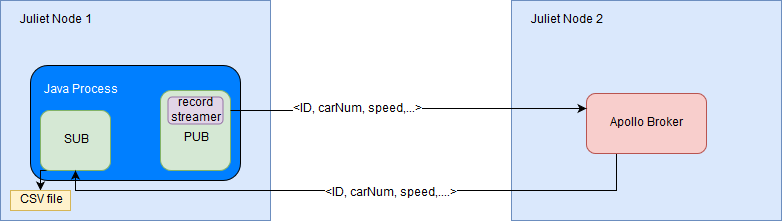 Juliet Node 1
Juliet Node 2
Java Process
record
streamer
PUB
SUB
CSV file
<ID, carNum, speed,...>
Apollo Broker
<ID, carNum, speed,....>